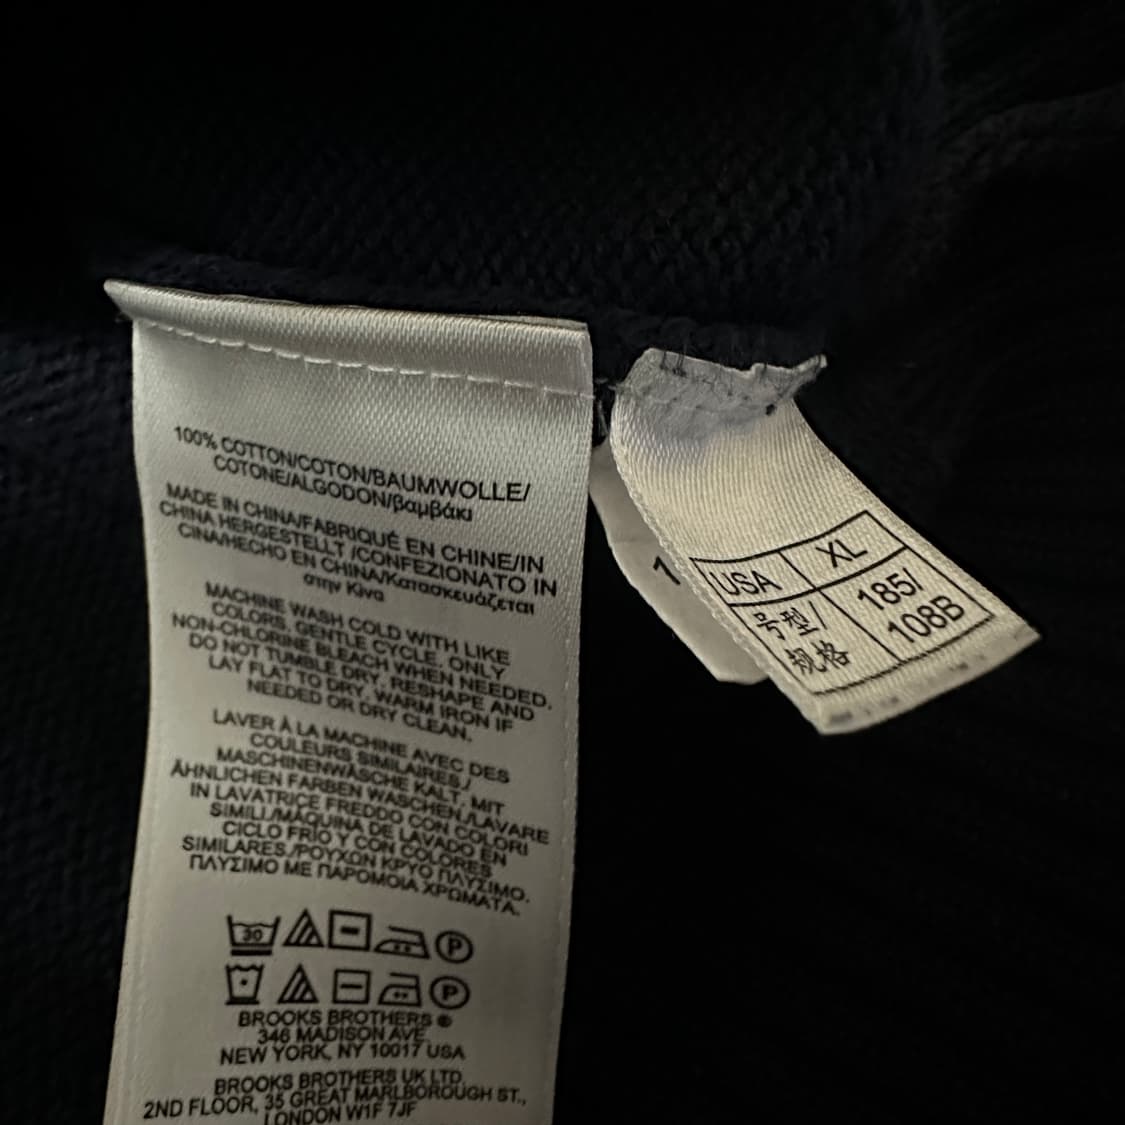 100% COTTON/COTON/BAUMWOLLE/
COTONE/ALGODON/βαμβάκι
MADE IN CHINA/FABRIQUÉ EN CHINE/IN
CHINA HERGESTELLT /CONFEZIONATO IN
CINA/HECHO EN CHINA/Κατασκευάζεται
στην Κίνα
MACHINE WASH COLD WITH LIKE
COLORS. GENTLE CYCLE. ONLY
NON-CHLORINE BLEACH WHEN NEEDED.
DO NOT TUMBLE DRY. RESHAPE AND
LAY FLAT TO DRY. WARM IRON IF
NEEDED OR DRY CLEAN.
LAVER À LA MACHINE AVEC DES
COULEURS SIMILAIRES./
MASCHINENWÄSCHE KALT, MIT
ÄHNLICHEN FARBEN WASCHEN./LAVARE
IN LAVATRICE FREDDO CON COLORI
SIMILI./MÁQUINA DE LAVADO EN
CICLO FRÍO Y CON COLORES
SIMILARES./ΡΟΥΧΩΝ ΚΡΥΟ ΠΛΥΣΙΜΟ.
ΠΛΥΣΙΜΟ ΜΕ ΠΑΡΟΜΟΙΑ ΧΡΩΜΑΤΑ.
30 P
P
BROOKS BROTHERS ®
346 MADISON AVE.
NEW YORK, NY 10017 USA
BROOKS BROTHERS UK LTD.
2ND FLOOR, 35 GREAT MARLBOROUGH ST.,
LONDON W1F 7JF
1
USA XL
号型/ 185/
规格 108B